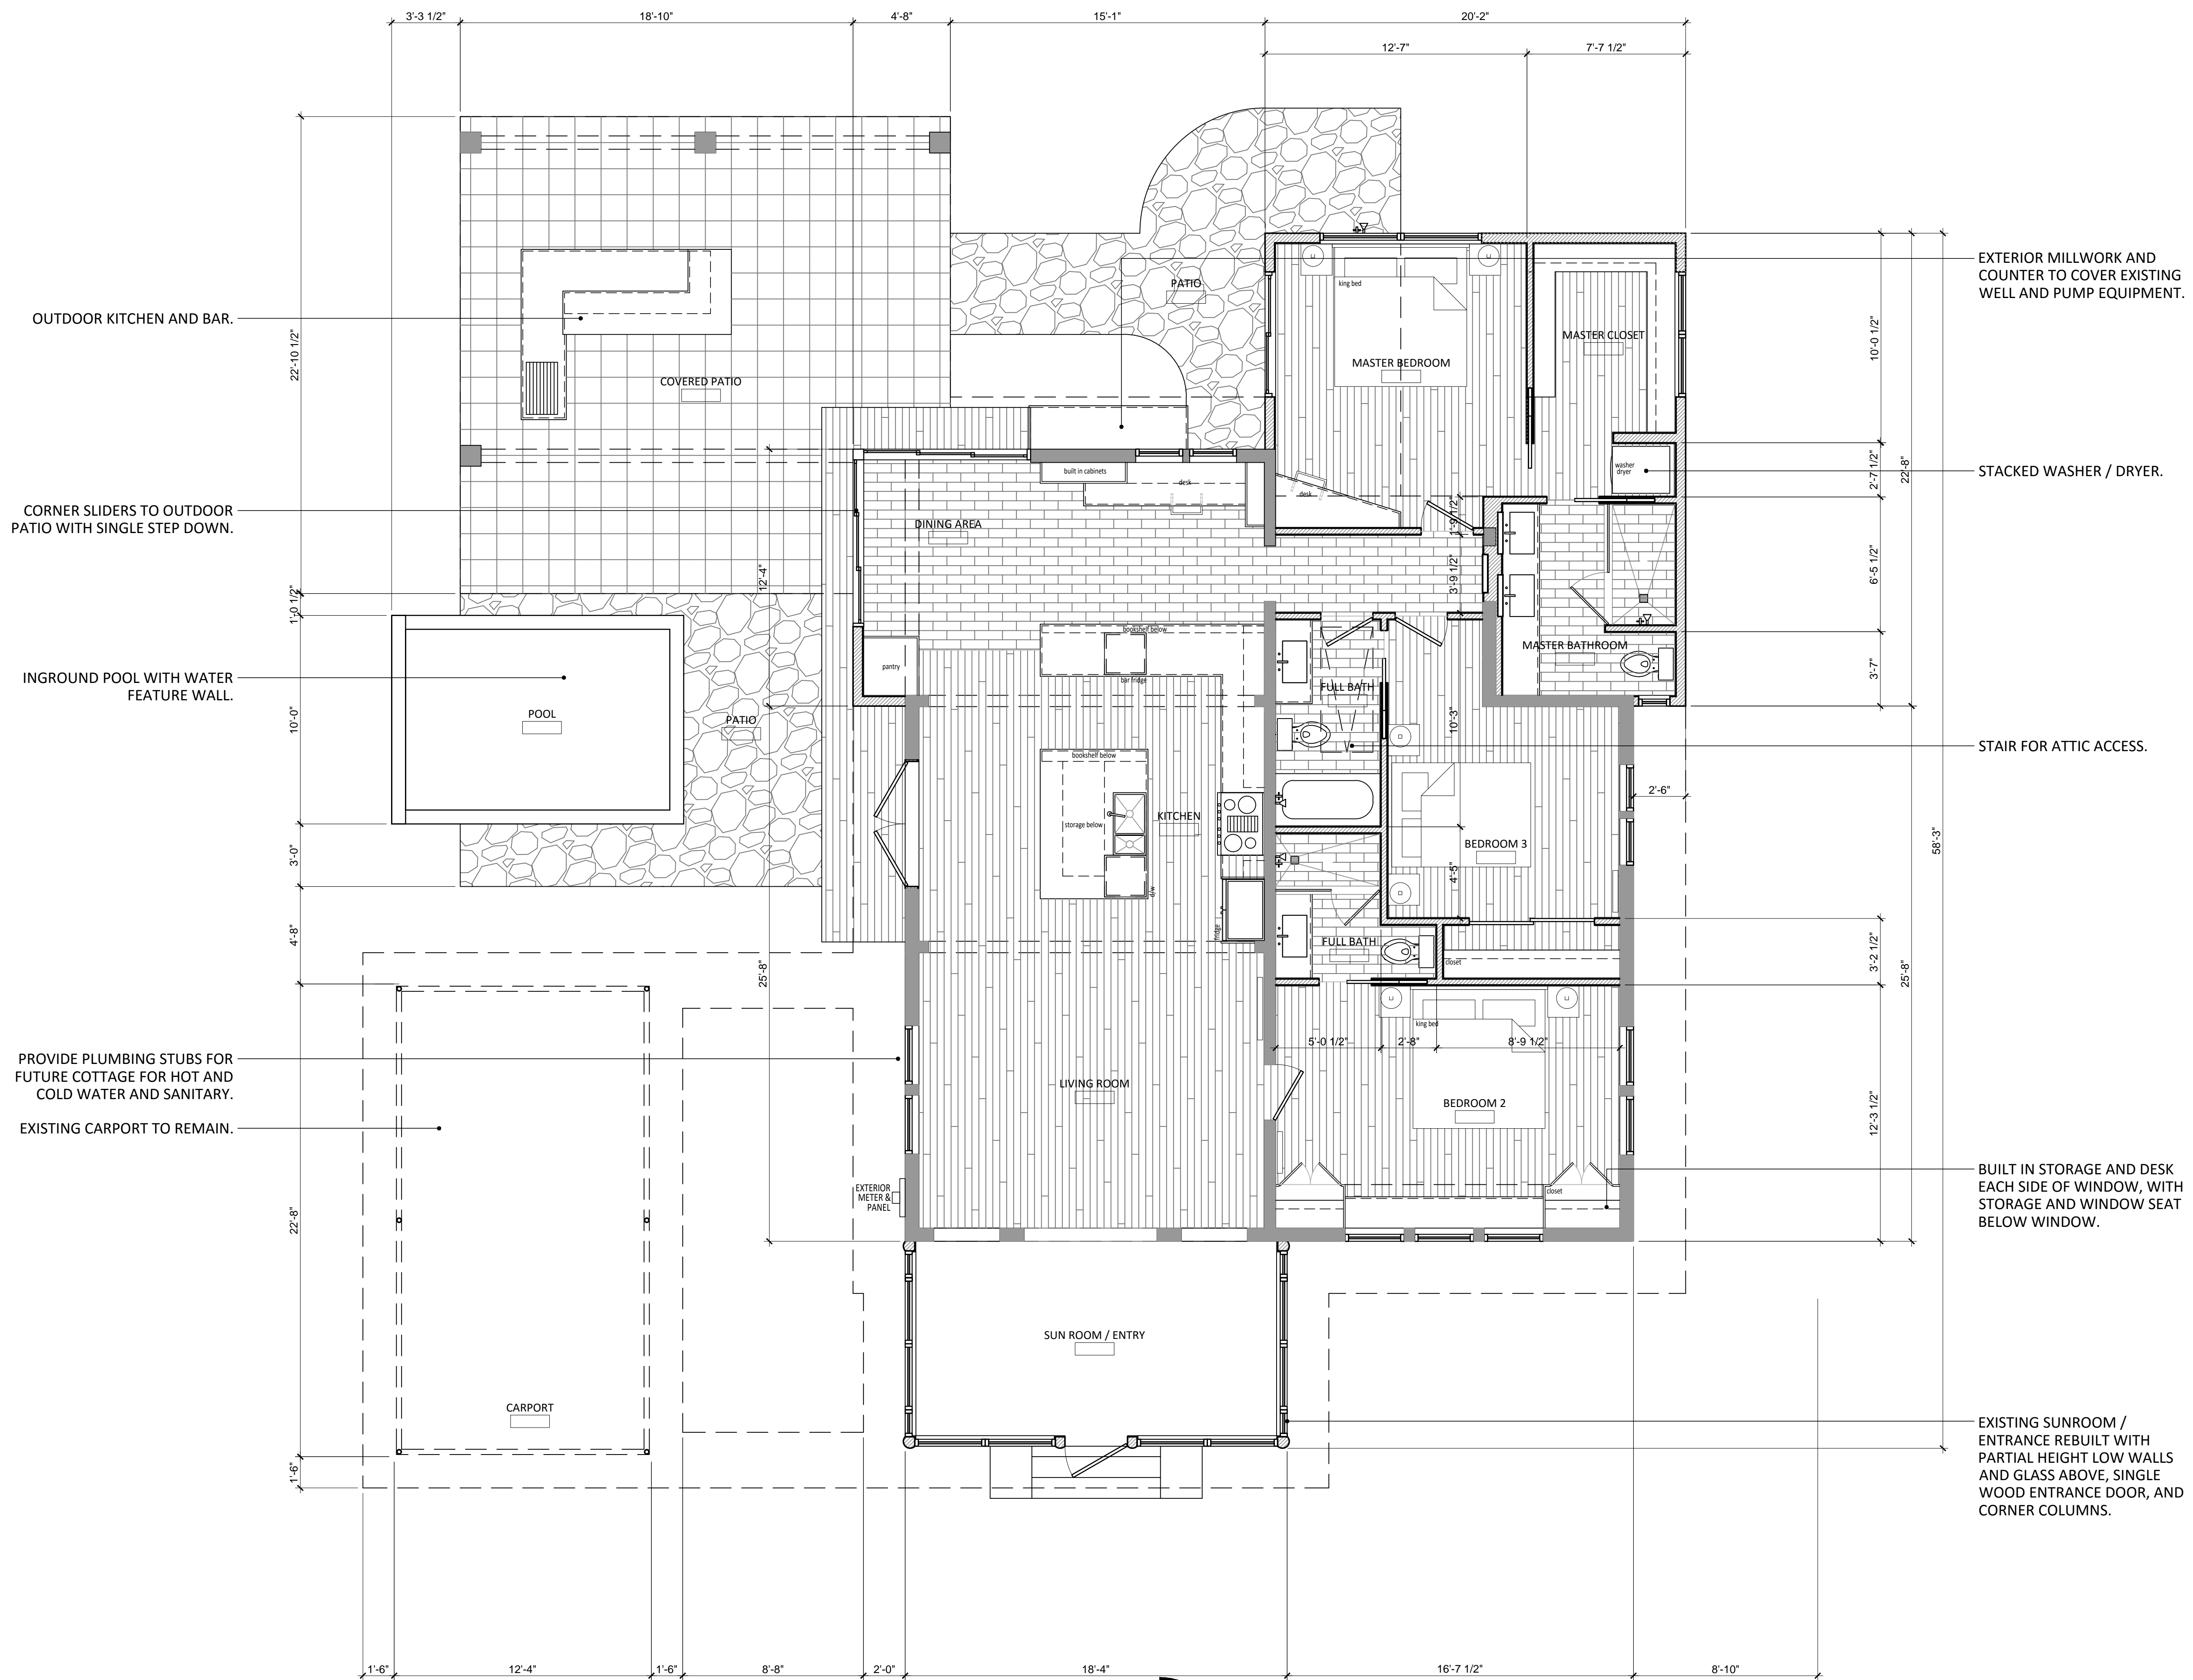 3'-3 1/2"
18'-10"
4'-8"
15'-1"
20'-2"
12'-7"
7'-7 1/2"
OUTDOOR KITCHEN AND BAR.
CORNER SLIDERS TO OUTDOOR
PATIO WITH SINGLE STEP DOWN.
INGROUND POOL WITH WATER
FEATURE WALL.
PROVIDE PLUMBING STUBS FOR
FUTURE COTTAGE FOR HOT AND
COLD WATER AND SANITARY.
EXISTING CARPORT TO REMAIN.
22'-10 1/2"
1'-0 1/2"
10'-0"
3'-0"
4'-8"
22'-8"
1'-6"
COVERED PATIO
PATIO
POOL
PATIO
12'-4"
25'-8"
DINING AREA
built in cabinets
desk
pantry
bookshelf below
bar fridge
bookshelf below
storage below
KITCHEN
d/w
fridge
LIVING ROOM
EXTERIOR
METER &
PANEL
SUN ROOM / ENTRY
CARPORT
king bed
MASTER BEDROOM
desk
MASTER CLOSET
washer
dryer
1'-9 1/2"
3'-9 1/2"
MASTER BATHROOM
FULL BATH
10'-3"
BEDROOM 3
4'-5"
FULL BATH
closet
king bed
5'-0 1/2"
2'-8"
8'-9 1/2"
BEDROOM 2
closet
2'-6"
10'-0 1/2"
2'-7 1/2"
22'-8"
6'-5 1/2"
3'-7"
58'-3"
3'-2 1/2"
25'-8"
12'-3 1/2"
EXTERIOR MILLWORK AND
COUNTER TO COVER EXISTING
WELL AND PUMP EQUIPMENT.
STACKED WASHER / DRYER.
STAIR FOR ATTIC ACCESS.
BUILT IN STORAGE AND DESK
EACH SIDE OF WINDOW, WITH
STORAGE AND WINDOW SEAT
BELOW WINDOW.
EXISTING SUNROOM /
ENTRANCE REBUILT WITH
PARTIAL HEIGHT LOW WALLS
AND GLASS ABOVE, SINGLE
WOOD ENTRANCE DOOR, AND
CORNER COLUMNS.
1'-6"
12'-4"
1'-6"
8'-8"
2'-0"
18'-4"
16'-7 1/2"
8'-10"